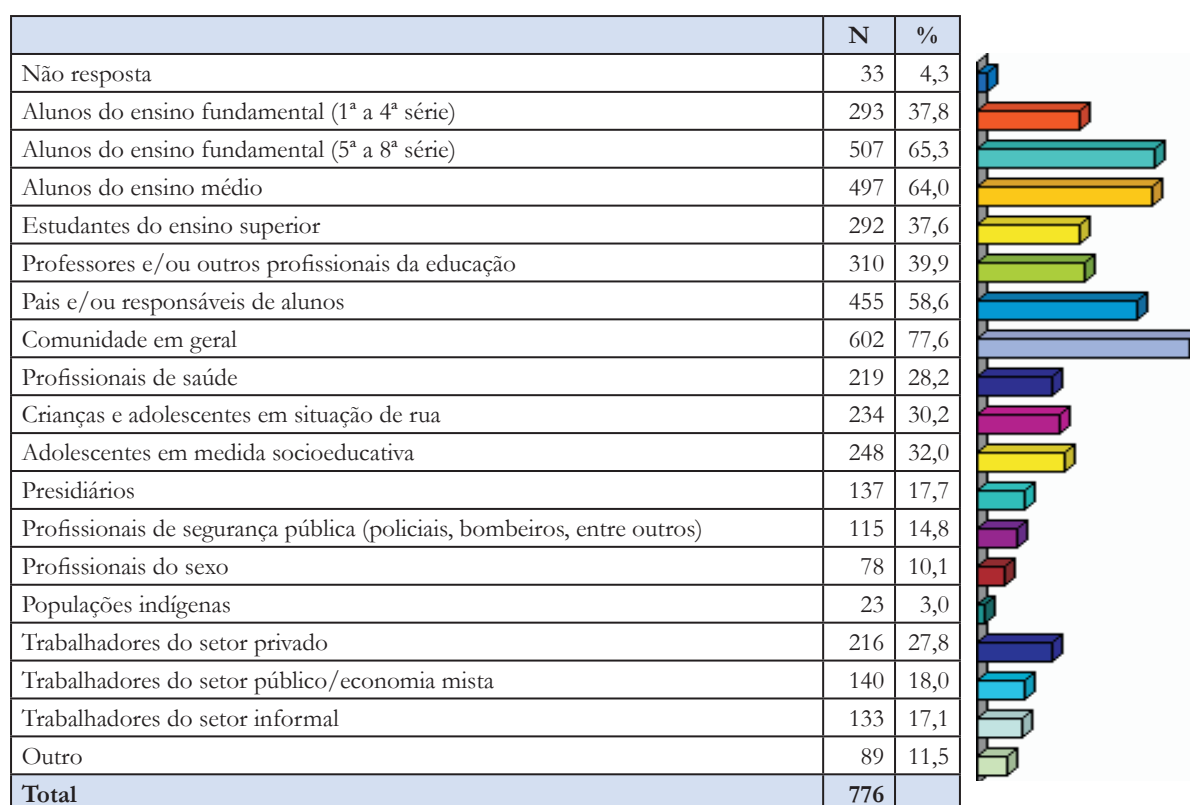 N %
Não resposta 33 4,3
Alunos do ensino fundamental (1ª a 4ª série) 293 37,8
Alunos do ensino fundamental (5ª a 8ª série) 507 65,3
Alunos do ensino médio 497 64,0
Estudantes do ensino superior 292 37,6
Professores e/ou outros profissionais da educação 310 39,9
Pais e/ou responsáveis de alunos 455 58,6
Comunidade em geral 602 77,6
Profissionais de saúde 219 28,2
Crianças e adolescentes em situação de rua 234 30,2
Adolescentes em medida socioeducativa 248 32,0
Presidiários 137 17,7
Profissionais de segurança pública (policiais, bombeiros, entre outros) 115 14,8
Profissionais do sexo 78 10,1
Populações indígenas 23 3,0
Trabalhadores do setor privado 216 27,8
Trabalhadores do setor público/economia mista 140 18,0
Trabalhadores do setor informal 133 17,1
Outro 89 11,5
Total 776